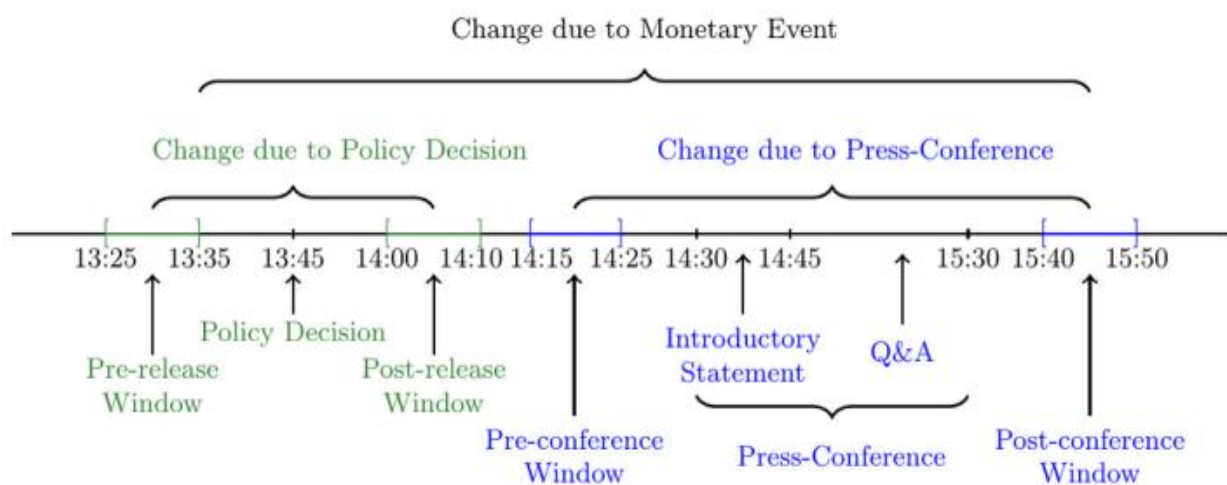 Change due to Monetary Event
Change due to Policy Decision
Change due to Press-Conference
13:25 13:35 13:45 14:00 14:10 14:15 14:25 14:30 14:45 15:30 15:40 15:50
Policy Decision
Pre-release
Window
Post-release
Window
Introductory
Statement
Q&A
Pre-conference
Window
Press-Conference
Post-conference
Window